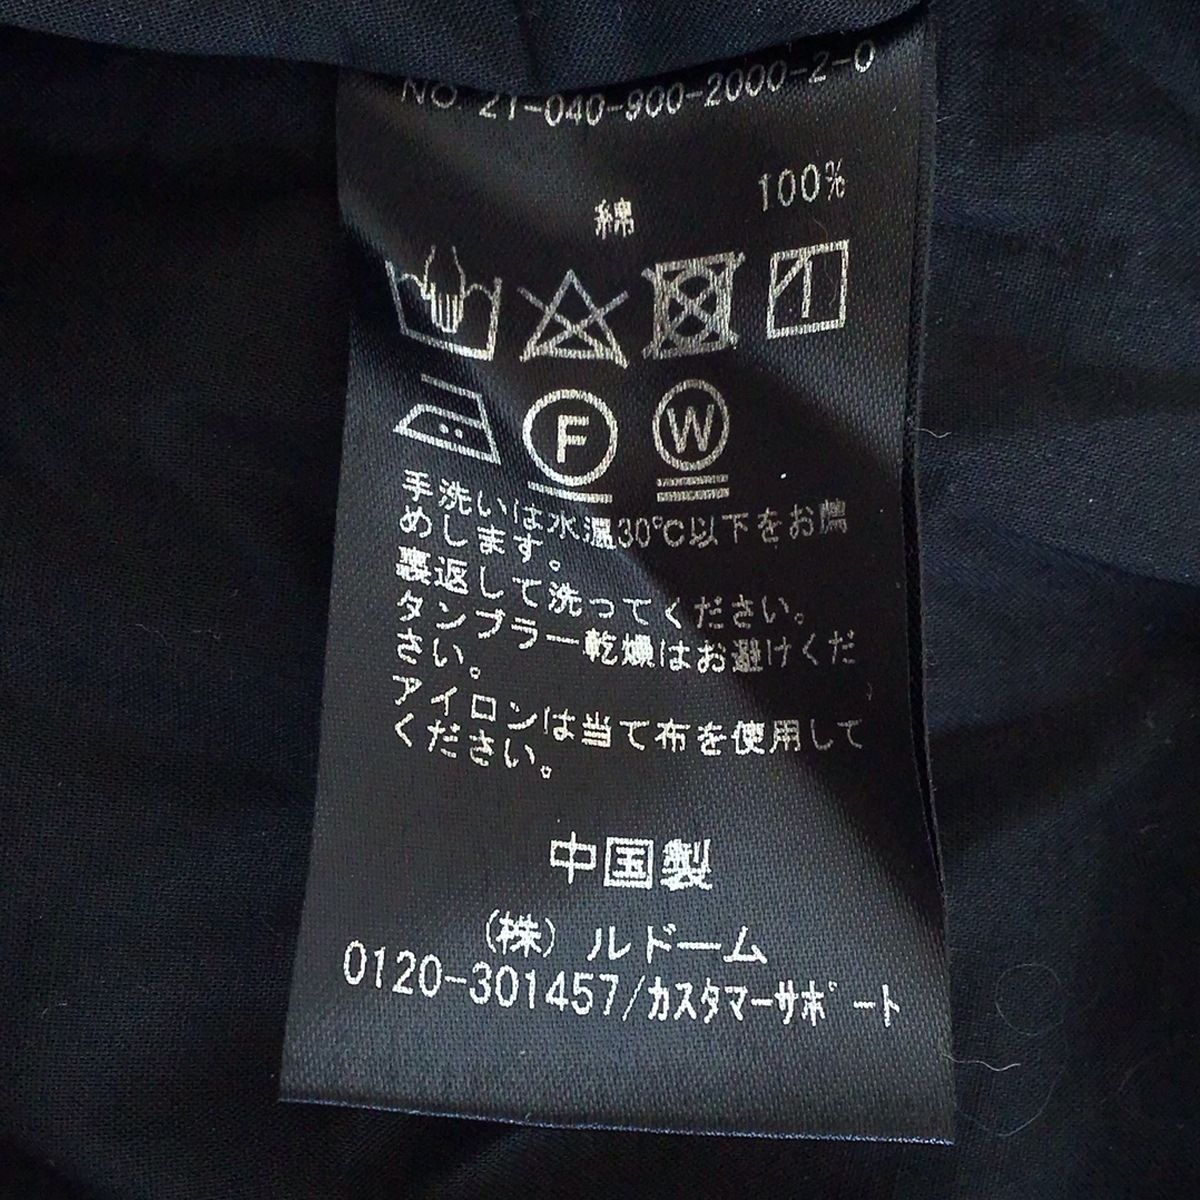 NO 21-040-900-2000-2-0
綿 100%
F W
手洗いは水温30℃以下をお薦
めします。
裏返して洗ってください。
タンブラー乾燥はお避けくだ
さい。
アイロンは当て布を使用して
ください。
中国製
(株) ルドーム
0120-301457/カスタマーサポート